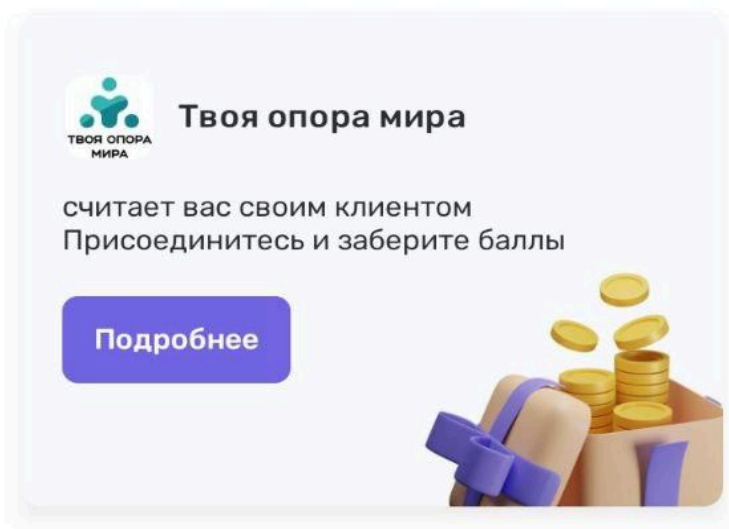 ТВОЯ ОПОРА
МИРА
Твоя опора мира
считает вас своим клиентом
Присоединитесь и заберите баллы
Подробнее